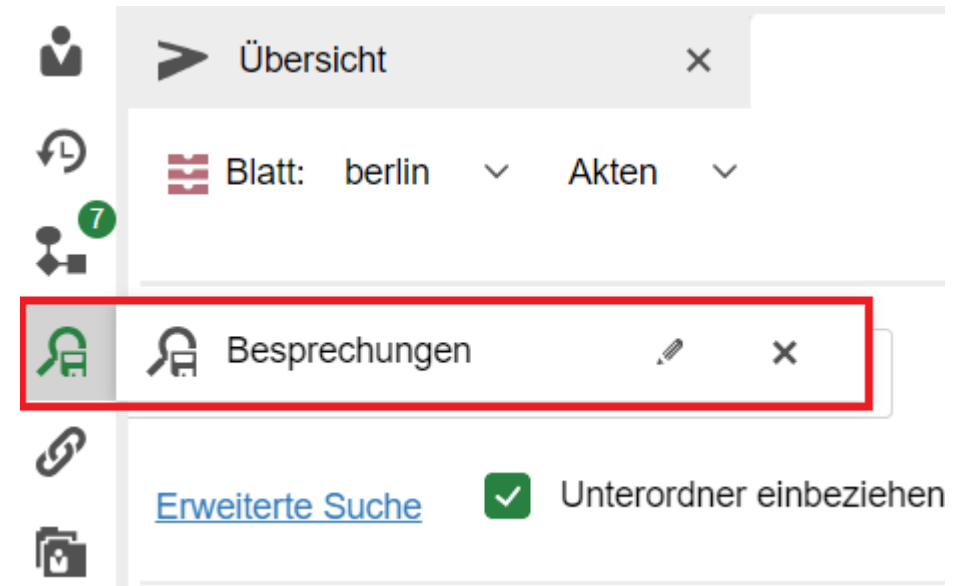 Übersicht
Blatt: berlin Akten
7
Besprechungen
Erweiterte Suche Unterordner einbeziehen